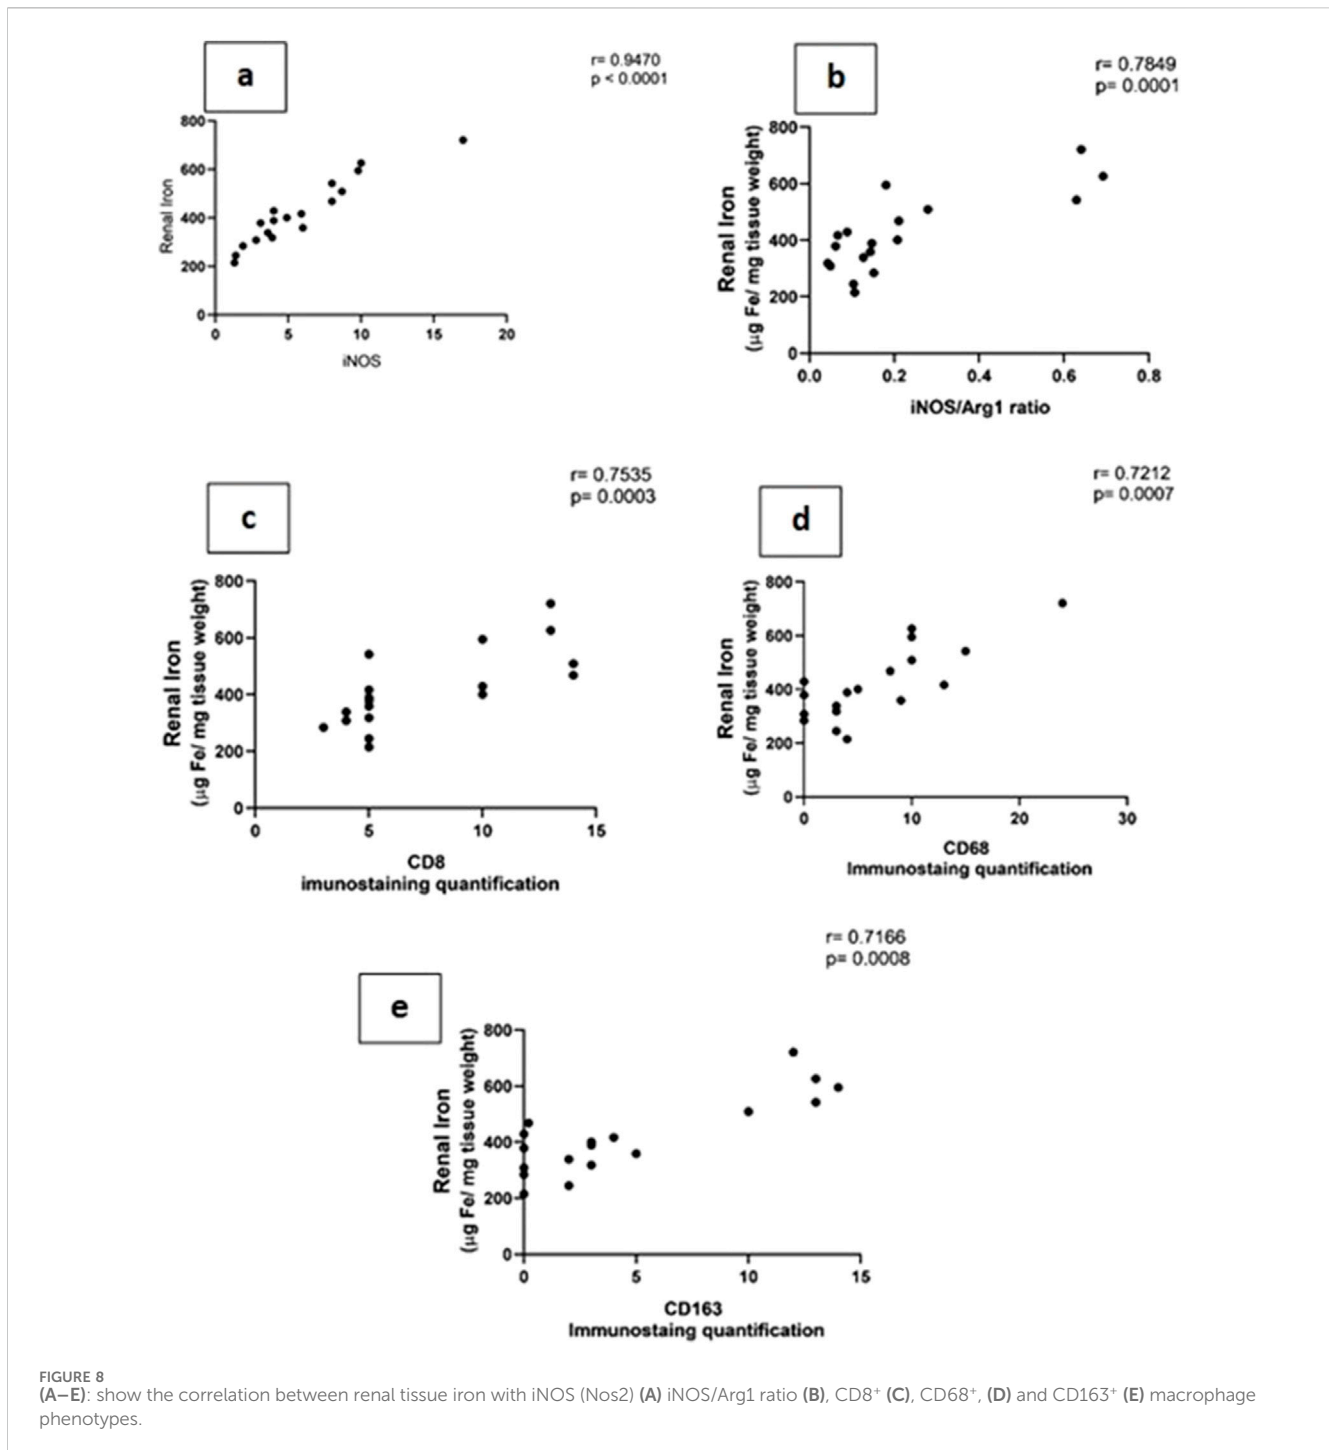 a
r= 0.9470
p < 0.0001
800
600
400
200
0
Renal Iron
0 5 10 15 20
iNOS
b
r= 0.7849
p= 0.0001
800
600
400
200
0
Renal Iron
(µg Fe/ mg tissue weight)
0.0 0.2 0.4 0.6 0.8
iNOS/Arg1 ratio
c
r= 0.7535
p= 0.0003
800
600
400
200
0
Renal Iron
(µg Fe/ mg tissue weight)
0 5 10 15
CD8
imunostaining quantification
d
r= 0.7212
p= 0.0007
800
600
400
200
0
Renal Iron
(µg Fe/ mg tissue weight)
0 10 20 30
CD68
Immunostaing quantification
e
r= 0.7166
p= 0.0008
800
600
400
200
0
Renal Iron
(µg Fe/ mg tissue weight)
0 5 10 15
CD163
Immunostaing quantification
FIGURE 8
(A–E): show the correlation between renal tissue iron with iNOS (Nos2) (A) iNOS/Arg1 ratio (B), CD8⁺ (C), CD68⁺, (D) and CD163⁺ (E) macrophage
phenotypes.